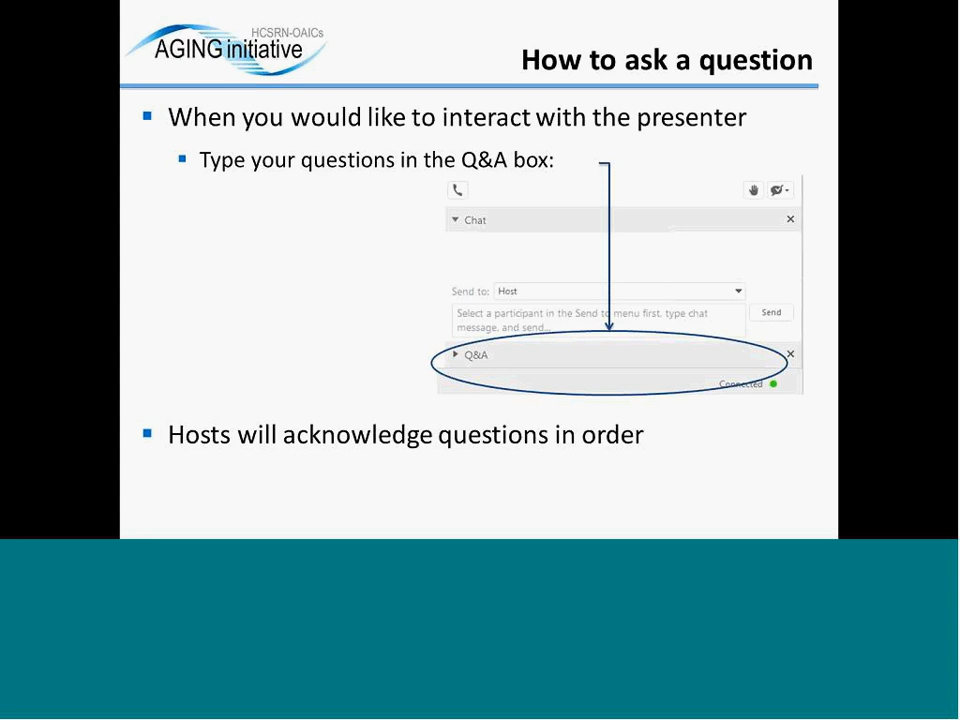 HCSRN-OAICs
AGING initiative
How to ask a question
When you would like to interact with the presenter
Type your questions in the Q&A box:
Chat
Send to: Host
Select a participant in the Send to menu first, type chat
message, and send...
Send
Q&A
Connected
Hosts will acknowledge questions in order